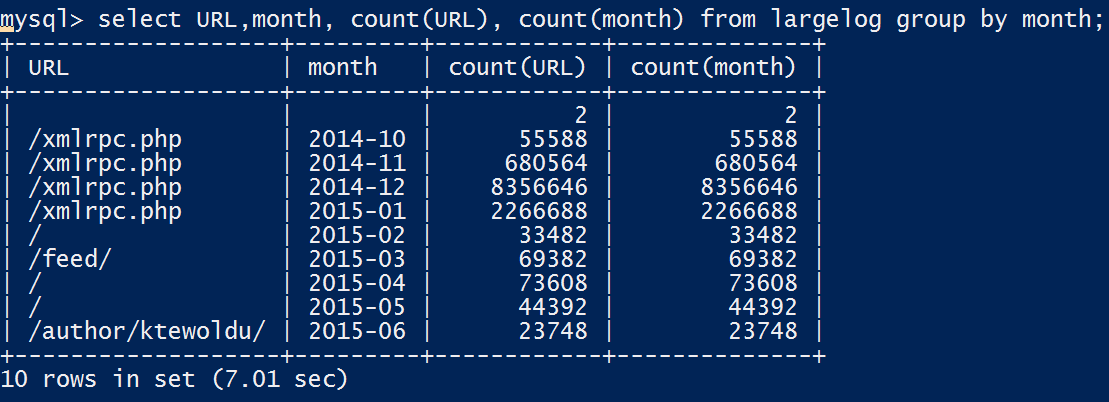 mysql> select URL,month, count(URL), count(month) from largelog group by month;
+-------------------+---------+------------+--------------+
| URL               | month   | count(URL) | count(month) |
+-------------------+---------+------------+--------------+
|                   |         |          2 |            2 |
| /xmlrpc.php       | 2014-10 |      55588 |        55588 |
| /xmlrpc.php       | 2014-11 |     680564 |       680564 |
| /xmlrpc.php       | 2014-12 |    8356646 |      8356646 |
| /xmlrpc.php       | 2015-01 |    2266688 |      2266688 |
| /                 | 2015-02 |      33482 |        33482 |
| /feed/            | 2015-03 |      69382 |        69382 |
| /                 | 2015-04 |      73608 |        73608 |
| /                 | 2015-05 |      44392 |        44392 |
| /author/ktewoldu/ | 2015-06 |      23748 |        23748 |
+-------------------+---------+------------+--------------+
10 rows in set (7.01 sec)